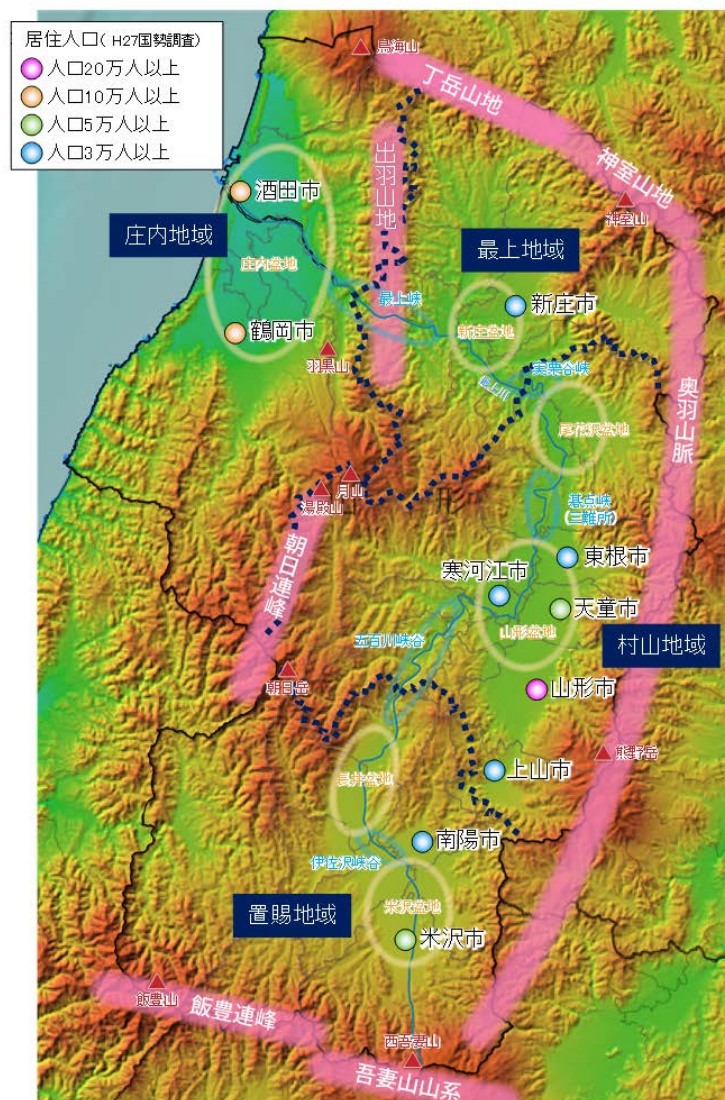 居住人口(H27国勢調査)
人口20万人以上
人口10万人以上
人口5万人以上
人口3万人以上
鳥海山
丁岳山地
神室山地
神室山
出羽山地
酒田市
庄内地域
庄内盆地
最上地域
最上峡
新庄市
新庄盆地
鶴岡市
羽黒山
実栗谷峡
最上川
奥羽山脈
尾花沢盆地
月山
湯殿山
形
碁点峡
(三難所)
朝日連峰
東根市
寒河江市
天童市
山形盆地
五百川峡谷
村山地域
朝日岳
山形市
熊野岳
上山市
長井盆地
南陽市
伊佐沢峡谷
置賜地域
米沢盆地
米沢市
飯豊山
飯豊連峰
西吾妻山
吾妻山山系